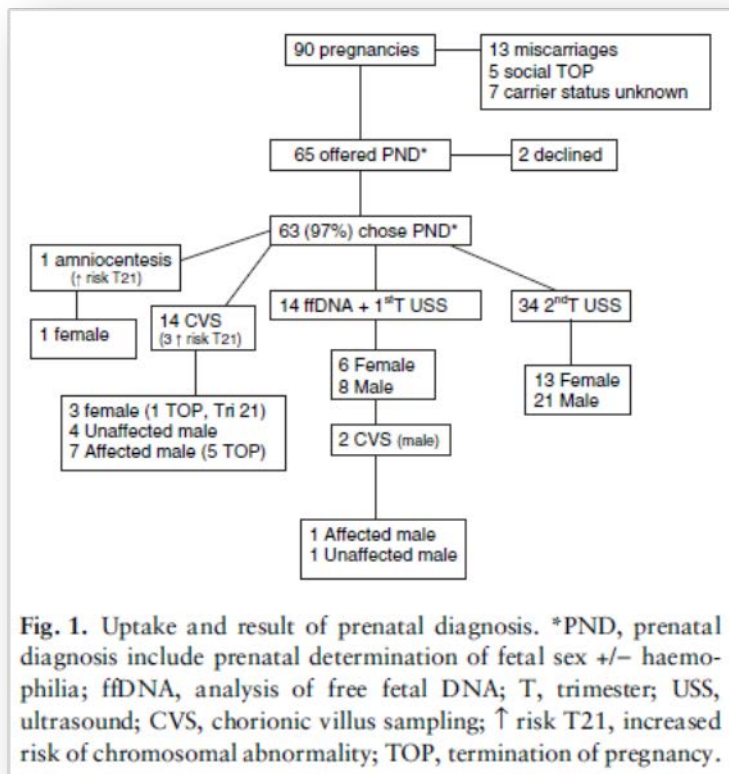 90 pregnancies
13 miscarriages
5 social TOP
7 carrier status unknown
65 offered PND*
2 declined
63 (97%) chose PND*
1 amniocentesis
(↑ risk T21)
1 female
14 CVS
(3 ↑ risk T21)
3 female (1 TOP, Tri 21)
4 Unaffected male
7 Affected male (5 TOP)
14 ffDNA + 1stT USS
6 Female
8 Male
2 CVS (male)
1 Affected male
1 Unaffected male
34 2ndT USS
13 Female
21 Male
Fig. 1. Uptake and result of prenatal diagnosis. *PND, prenatal
diagnosis include prenatal determination of fetal sex +/− haemo-
philia; ffDNA, analysis of free fetal DNA; T, trimester; USS,
ultrasound; CVS, chorionic villus sampling; ↑ risk T21, increased
risk of chromosomal abnormality; TOP, termination of pregnancy.